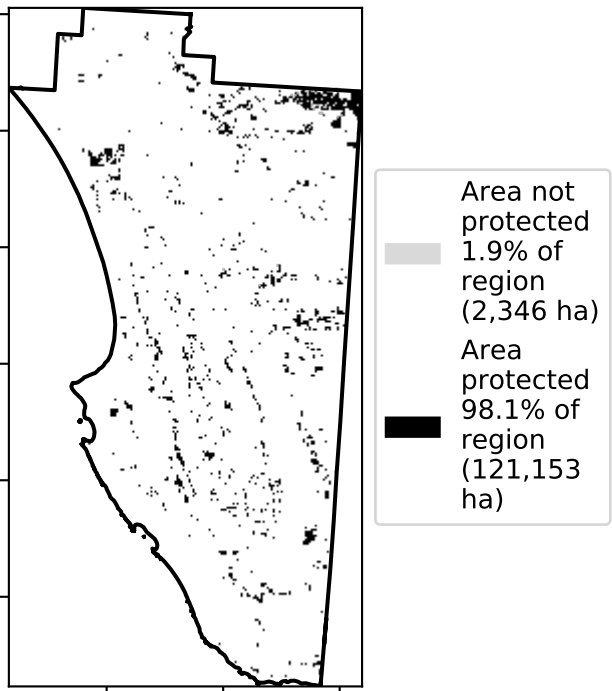 Area not
protected
1.9% of
region
(2,346 ha)
Area
protected
98.1% of
region
(121,153
ha)